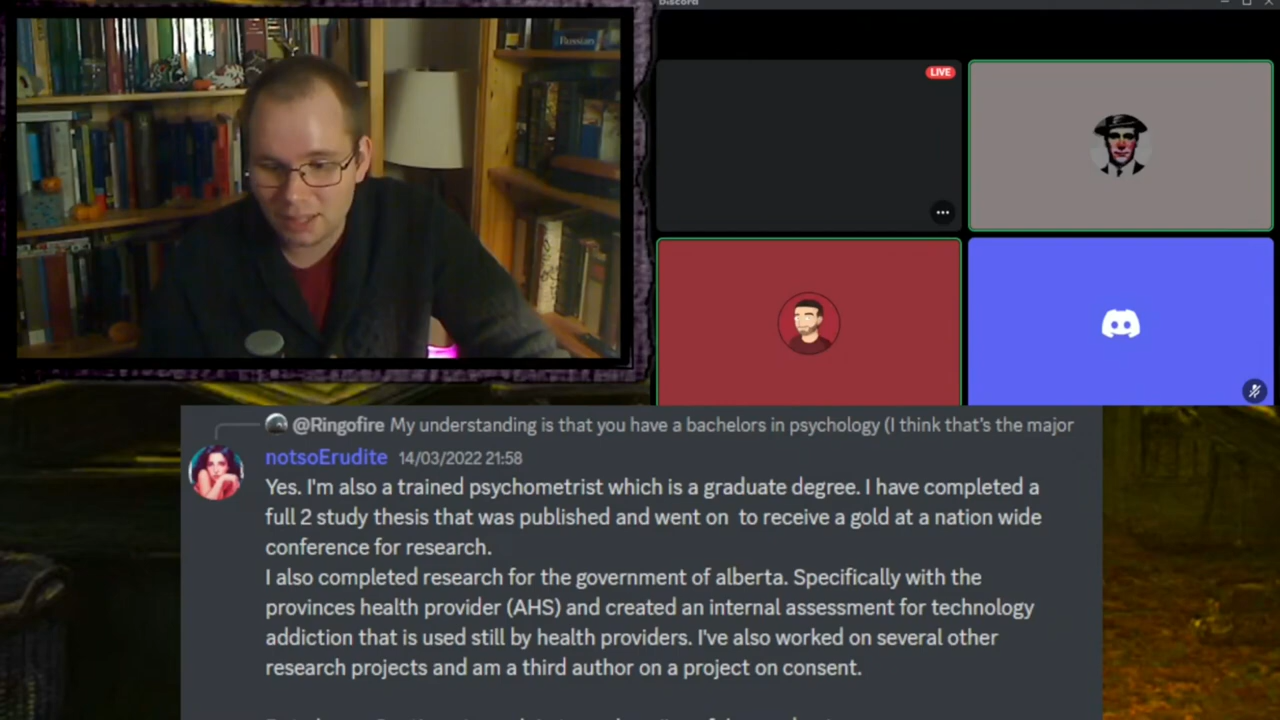 Discord
Russian
LIVE
@Ringofire My understanding is that you have a bachelors in psychology (I think that's the major
notsoErudite 14/03/2022 21:58
Yes. I'm also a trained psychometrist which is a graduate degree. I have completed a
full 2 study thesis that was published and went on  to receive a gold at a nation wide
conference for research.
I also completed research for the government of alberta. Specifically with the
provinces health provider (AHS) and created an internal assessment for technology
addiction that is used still by health providers. I've also worked on several other
research projects and am a third author on a project on consent.